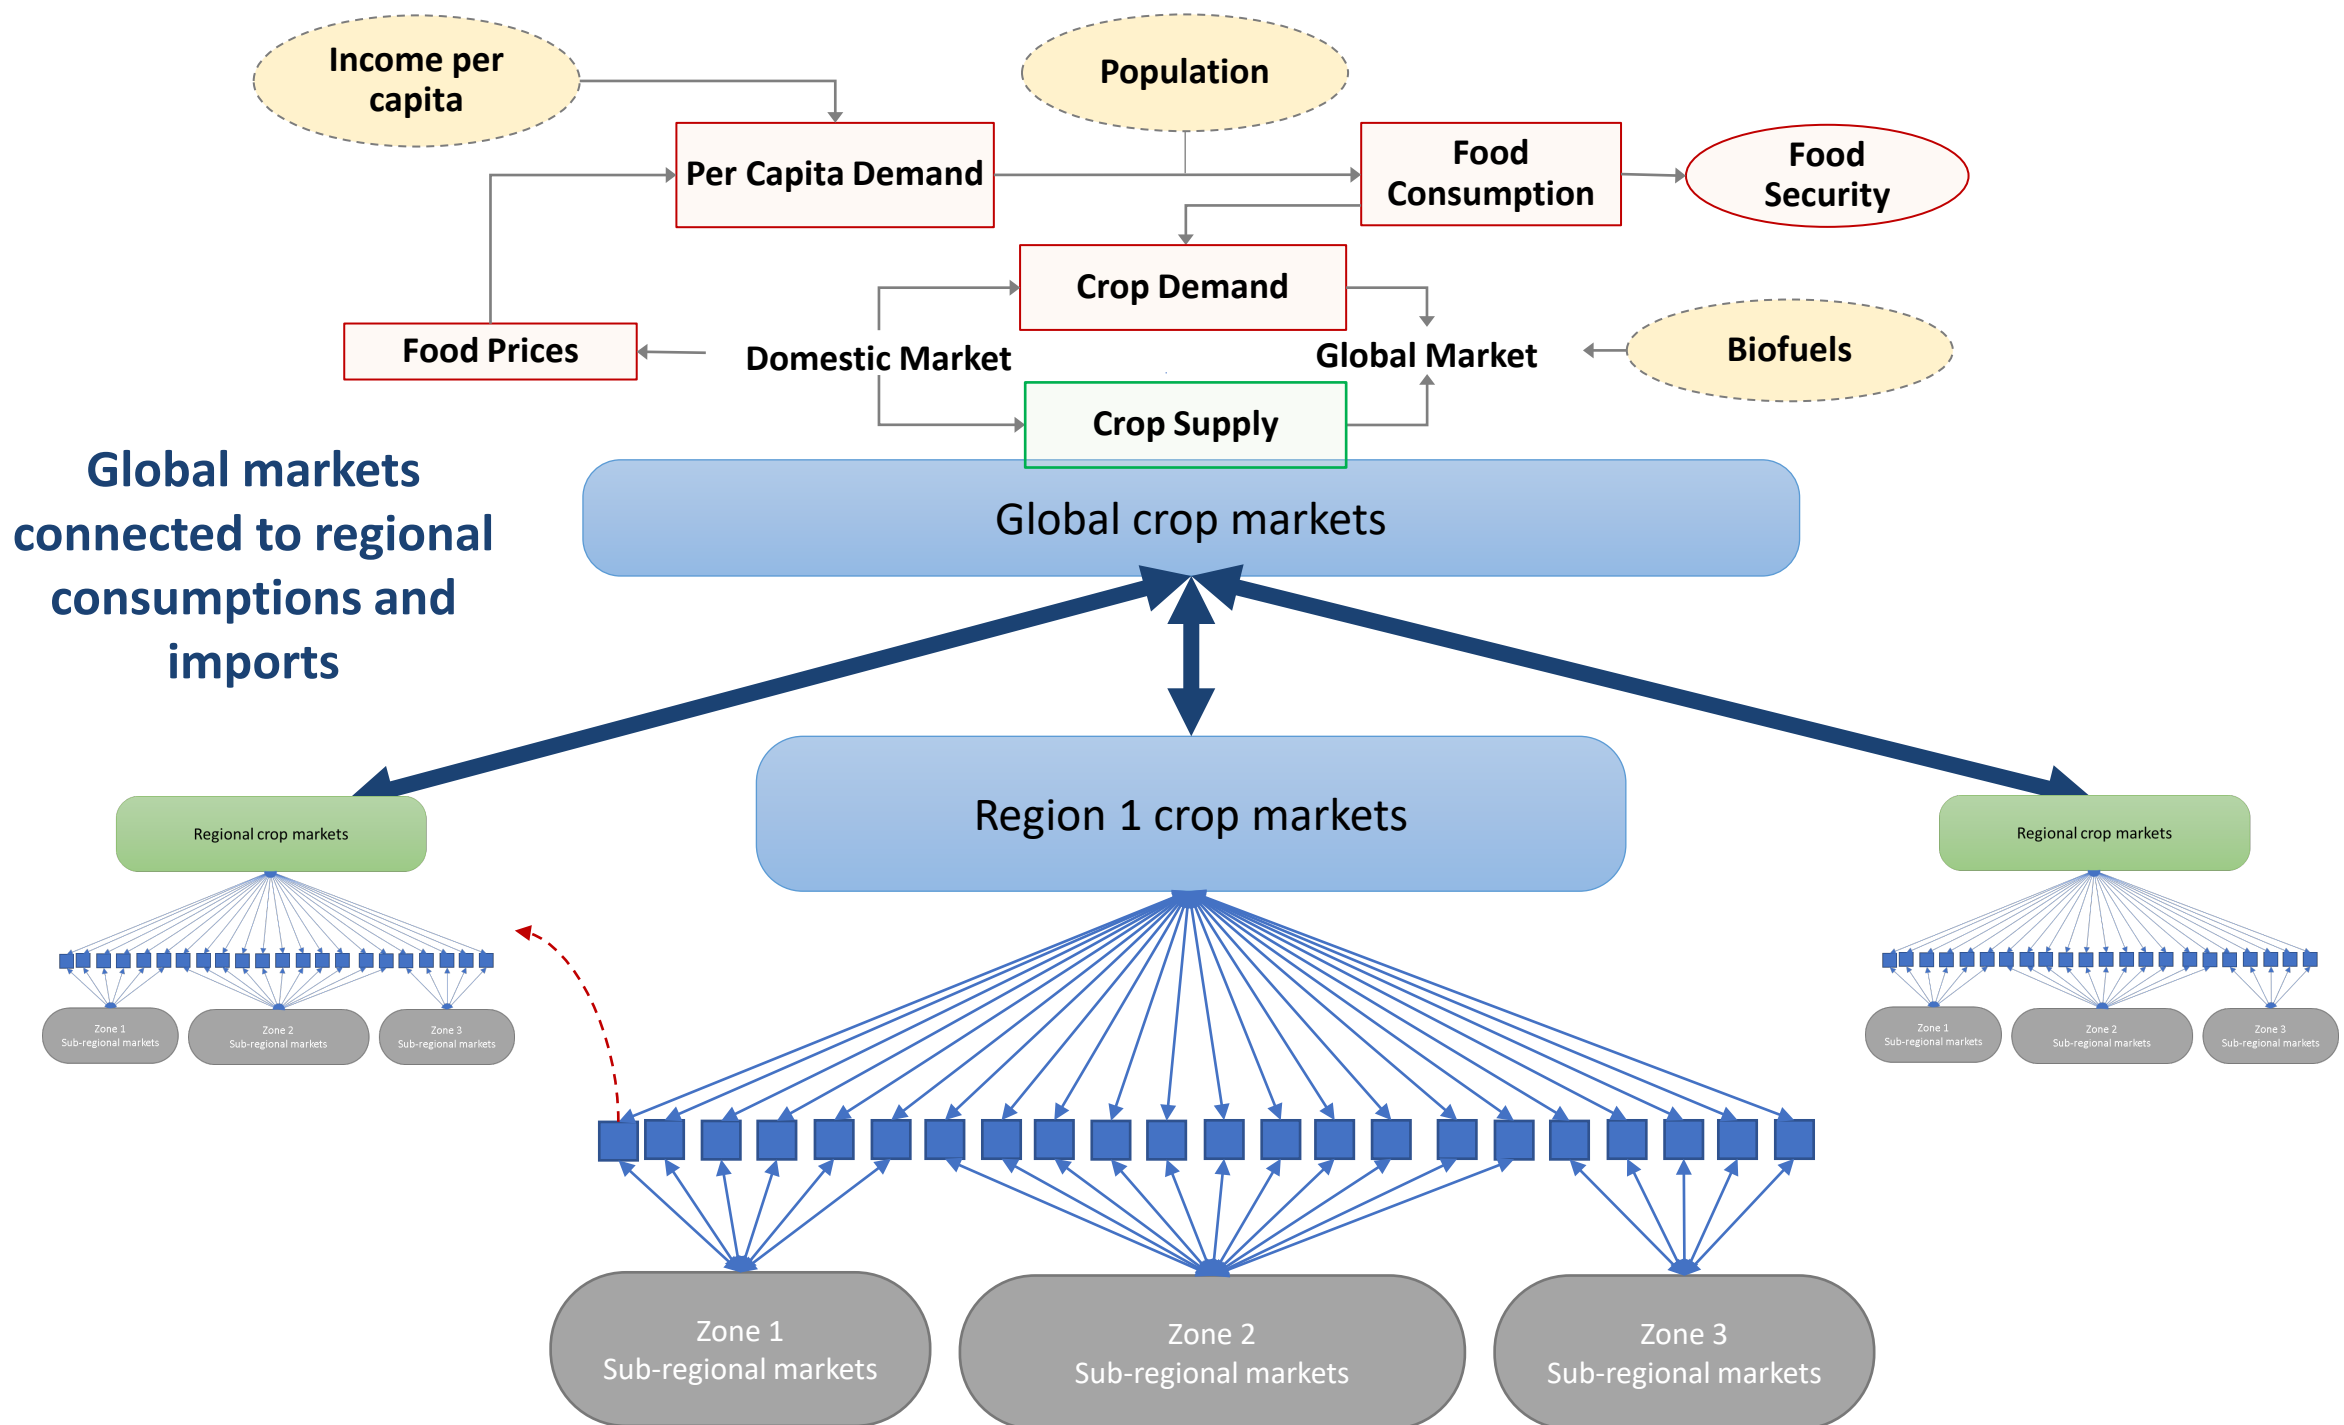 Income per
capita
Population
Per Capita Demand
Food
Consumption
Food
Security
Crop Demand
Food Prices
Domestic Market
Global Market
Biofuels
Crop Supply
Global markets
connected to regional
consumptions and
imports
Global crop markets
Regional crop markets
Region 1 crop markets
Regional crop markets
Zone 1
Sub-regional markets
Zone 2
Sub-regional markets
Zone 3
Sub-regional markets
Zone 1
Sub-regional markets
Zone 2
Sub-regional markets
Zone 3
Sub-regional markets
Zone 1
Sub-regional markets
Zone 2
Sub-regional markets
Zone 3
Sub-regional markets